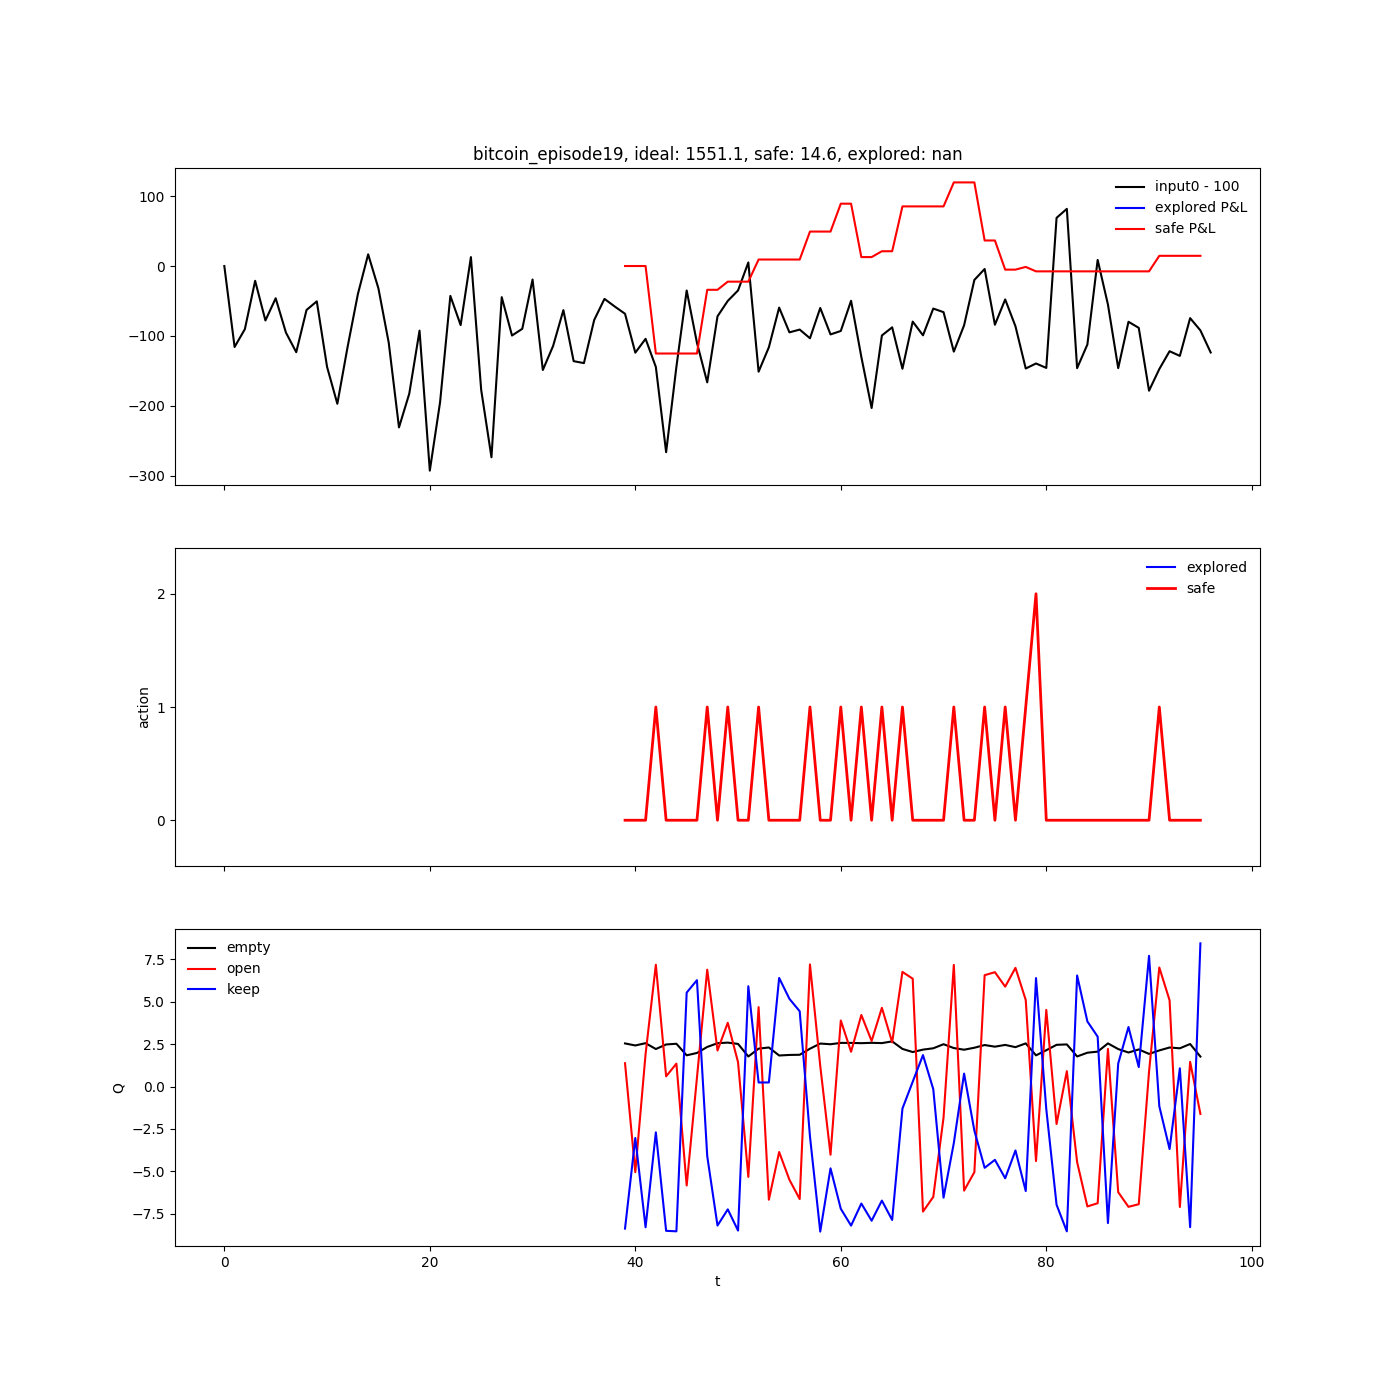 bitcoin_episode19, ideal: 1551.1, safe: 14.6, explored: nan
100
0
−100
−200
−300
input0 - 100
explored P&L
safe P&L
action
2
1
0
explored
safe
Q
7.5
5.0
2.5
0.0
−2.5
−5.0
−7.5
empty
open
keep
0 20 40 60 80 100
t